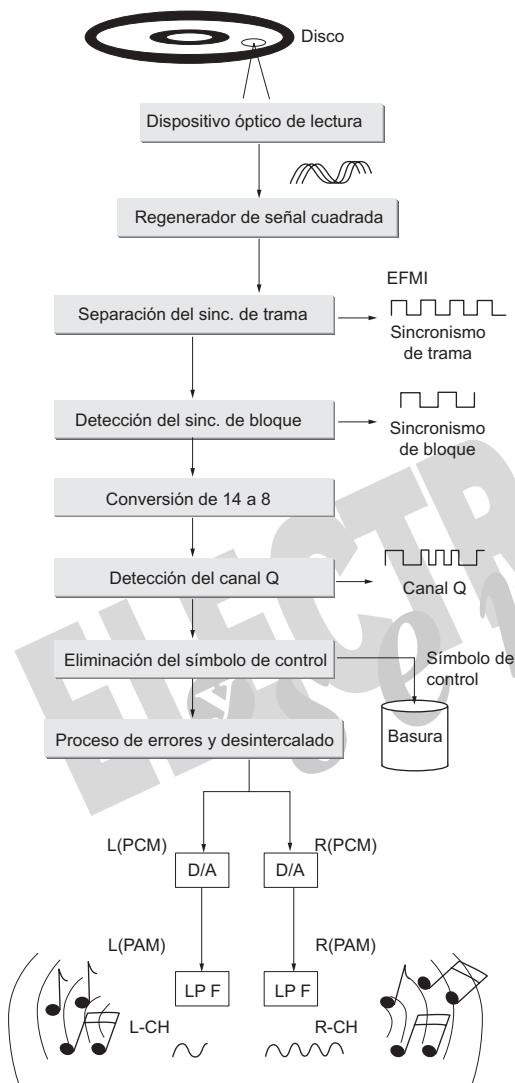 Disco
Dispositivo óptico de lectura
Regenerador de señal cuadrada
EFMI
Separación del sinc. de trama
Sincronismo
de trama
Detección del sinc. de bloque
Sincronismo
de bloque
Conversión de 14 a 8
Detección del canal Q
Canal Q
Eliminación del símbolo de control
Símbolo de
control
Basura
Proceso de errores y desintercalado
L(PCM)
R(PCM)
D/A
D/A
L(PAM)
R(PAM)
LP F
LP F
L-CH
R-CH